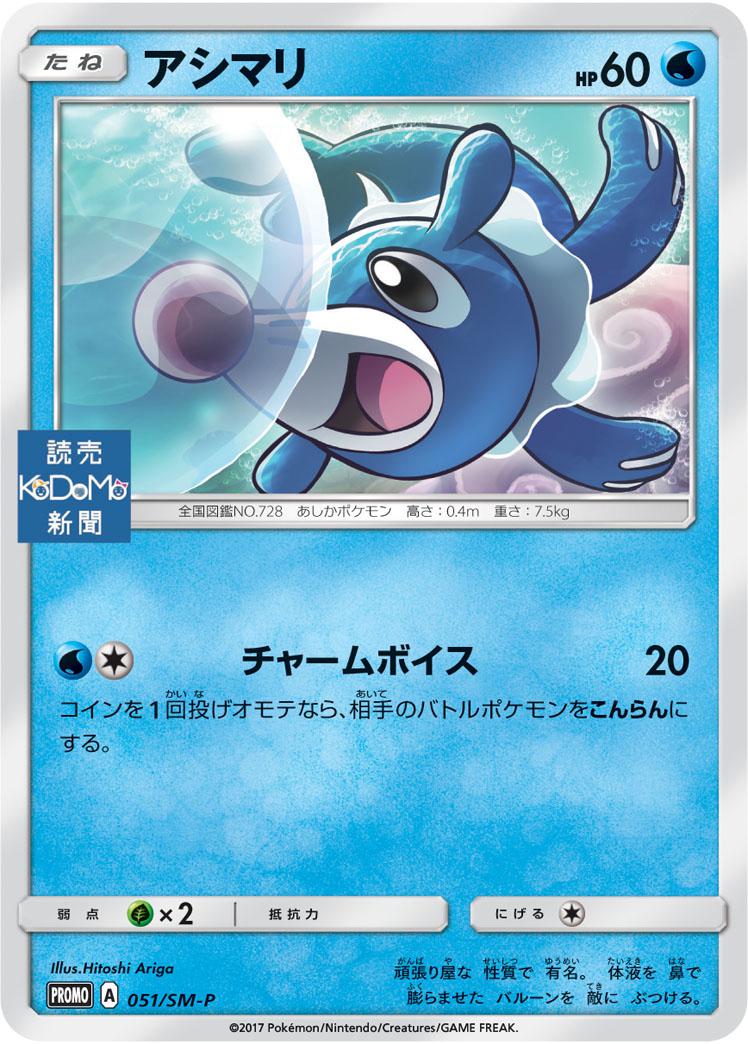 たね アシマリ HP60
読売
KoDoMo
新聞
全国図鑑NO.728 あしかポケモン 高さ:0.4m 重さ:7.5kg
チャームボイス 20
コインを1回投げオモテなら、相手のバトルポケモンをこんらんに
する。
弱点 ×2 抵抗力 にげる
Illus.Hitoshi Ariga
頑張り屋な 性質で 有名。 体液を 鼻で
膨らませた バルーンを 敵に ぶつける。
PROMO A 051/SM-P
©2017 Pokémon/Nintendo/Creatures/GAME FREAK.